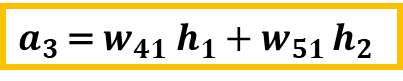 a₃ = w₄₁ h₁ + w₅₁ h₂